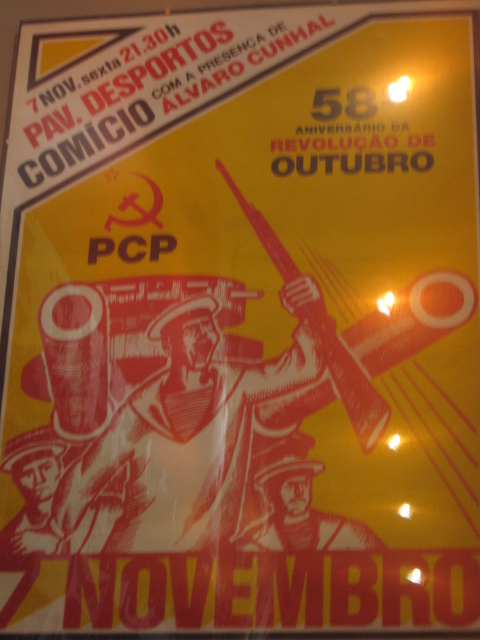 7 NOV. sexta 21.30h
PAV. DESPORTOS
COMÍCIO COM A PRESENÇA DE
ÁLVARO CUNHAL
58º
ANIVERSÁRIO DA
REVOLUÇÃO DE
OUTUBRO
PCP
7 NOVEMBRO